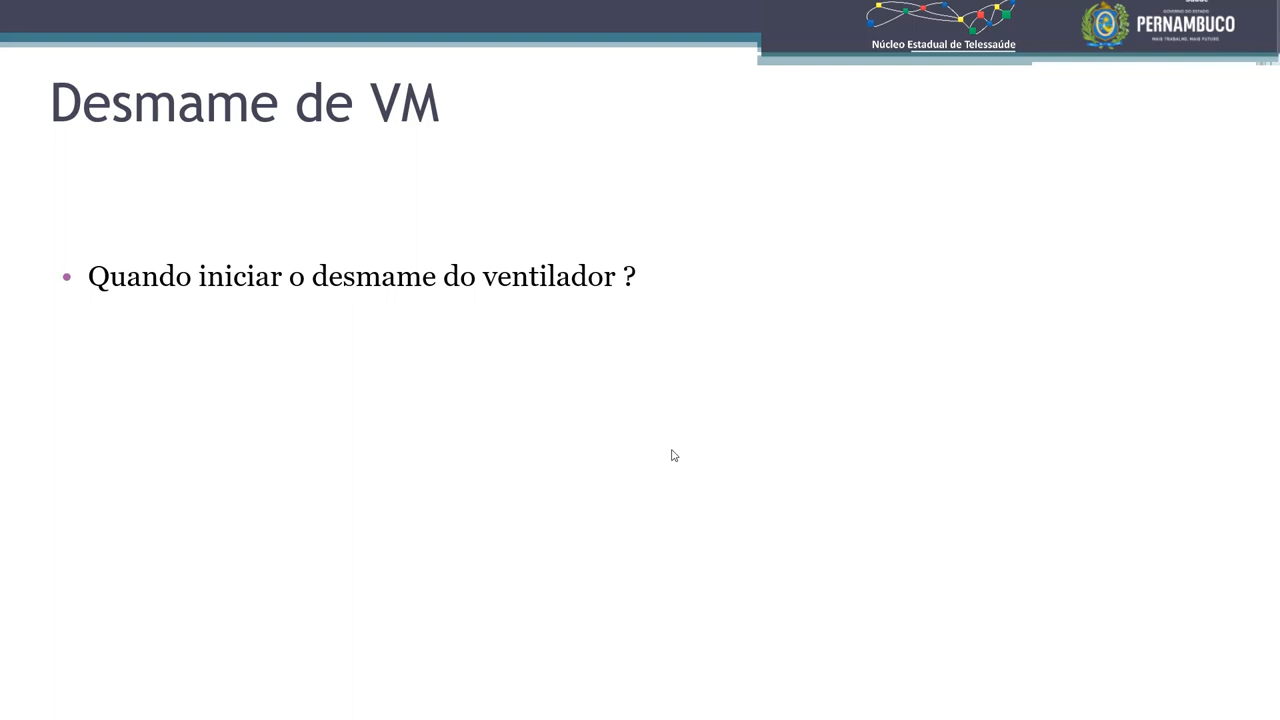 Saúde
GOVERNO DO ESTADO
PERNAMBUCO
MAIS TRABALHO, MAIS FUTURO.
Núcleo Estadual de Telessaúde
Desmame de VM
• Quando iniciar o desmame do ventilador ?